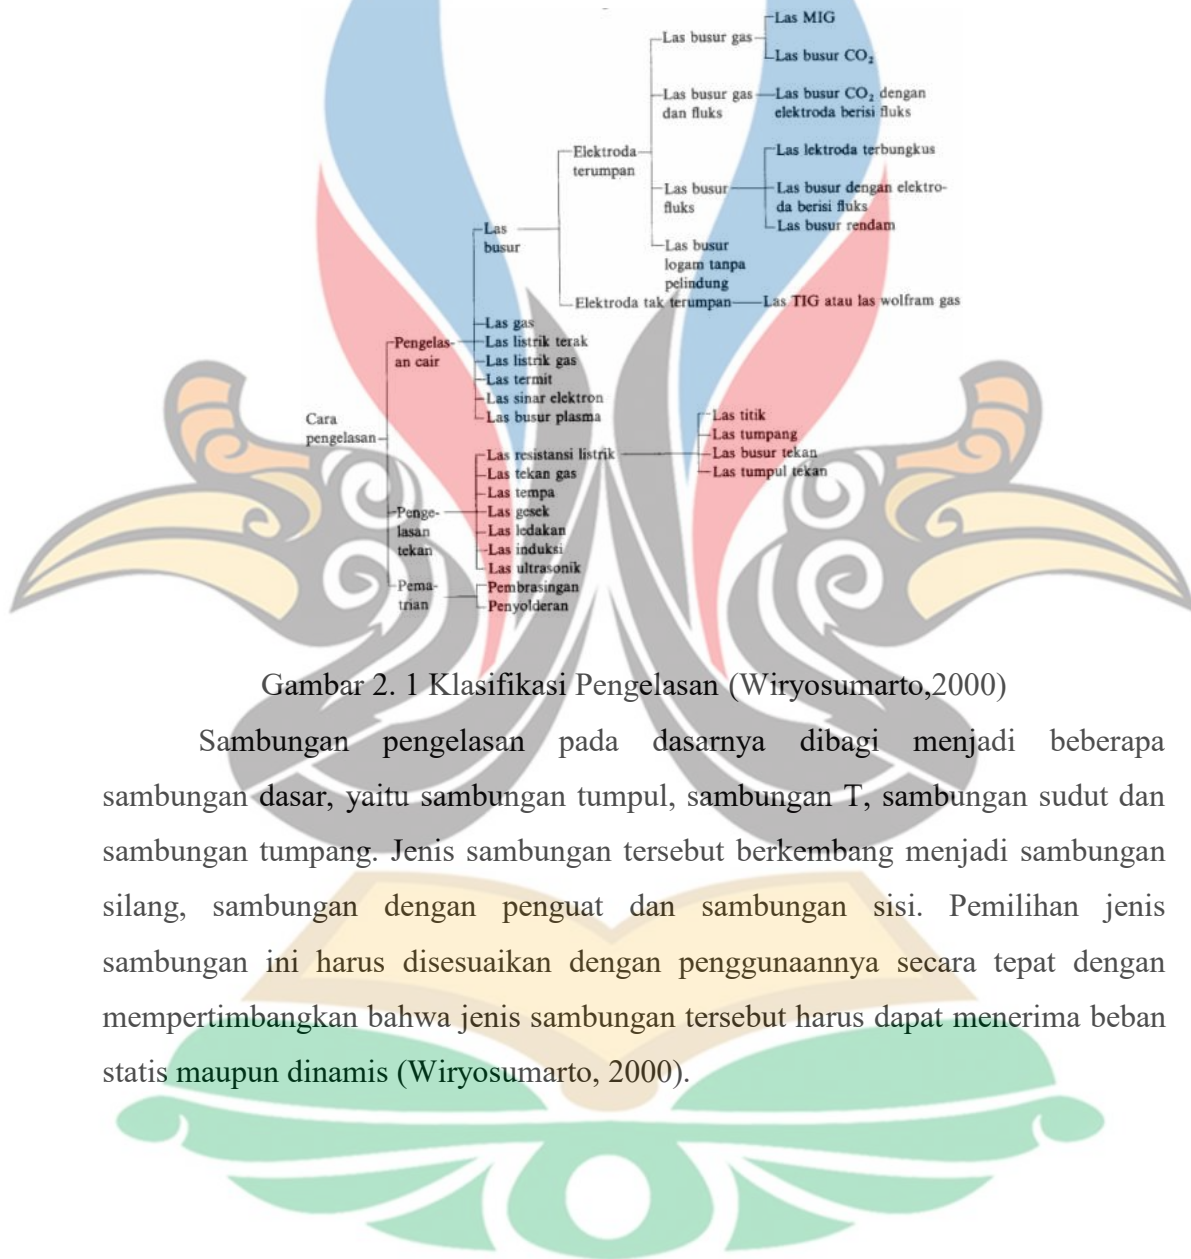 Las MIG
Las busur gas
Las busur CO₂
Las busur gas
dan fluks
Las busur CO₂ dengan
elektroda berisi fluks
Elektroda
terumpan
Las lektroda terbungkus
Las busur
fluks
Las busur dengan elektro-
da berisi fluks
Las busur rendam
Las
busur
Las busur
logam tanpa
pelindung
Elektroda tak terumpan
Las TIG atau las wolfram gas
Pengelas-
an cair
Las gas
Las listrik terak
Las listrik gas
Las termit
Las sinar elektron
Las busur plasma
Cara
pengelasan
Las resistansi listrik
Las titik
Las tumpang
Las busur tekan
Las tumpul tekan
Las tekan gas
Las tempa
Penge-
lasan
tekan
Las gesek
Las ledakan
Las induksi
Las ultrasonik
Pema-
trian
Pembrasingan
Penyolderan
Gambar 2. 1 Klasifikasi Pengelasan (Wiryosumarto,2000)
Sambungan pengelasan pada dasarnya dibagi menjadi beberapa
sambungan dasar, yaitu sambungan tumpul, sambungan T, sambungan sudut dan
sambungan tumpang. Jenis sambungan tersebut berkembang menjadi sambungan
silang, sambungan dengan penguat dan sambungan sisi. Pemilihan jenis
sambungan ini harus disesuaikan dengan penggunaannya secara tepat dengan
mempertimbangkan bahwa jenis sambungan tersebut harus dapat menerima beban
statis maupun dinamis (Wiryosumarto, 2000).